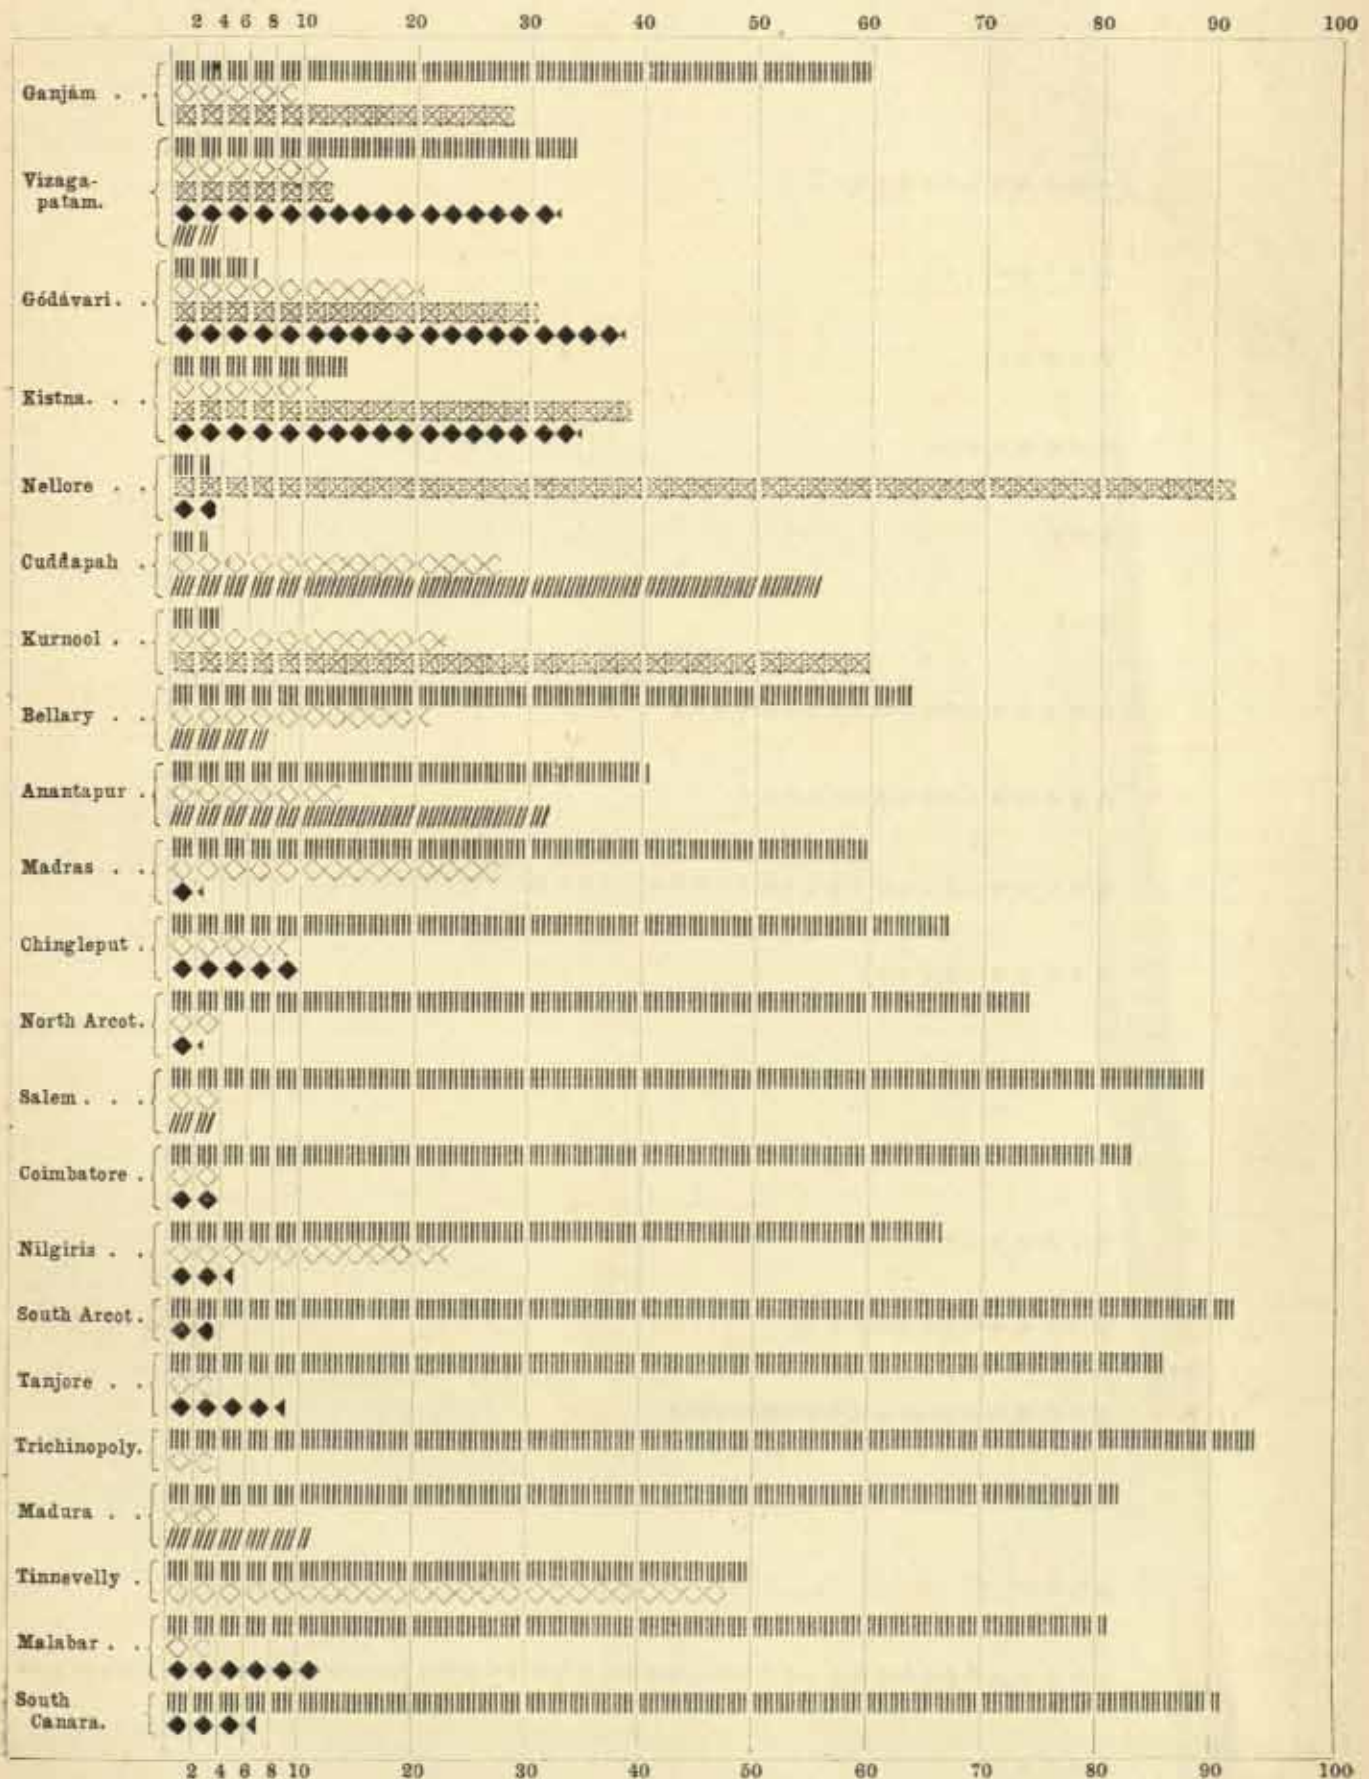 2 4 6 8 10 20 30 40 50 60 70 80 90 100
Ganjám . .
Vizaga-
patam.
Gódávari. .
Kistna. . .
Nellore . .
Cuddapah .
Kurnool . .
Bellary . .
Anantapur .
Madras . .
Chingleput .
North Arcot.
Salem . . .
Coimbatore .
Nilgiris . .
South Arcot.
Tanjore . .
Trichinopoly.
Madura . .
Tinnevelly .
Malabar . .
South
Canara.
2 4 6 8 10 20 30 40 50 60 70 80 90 100